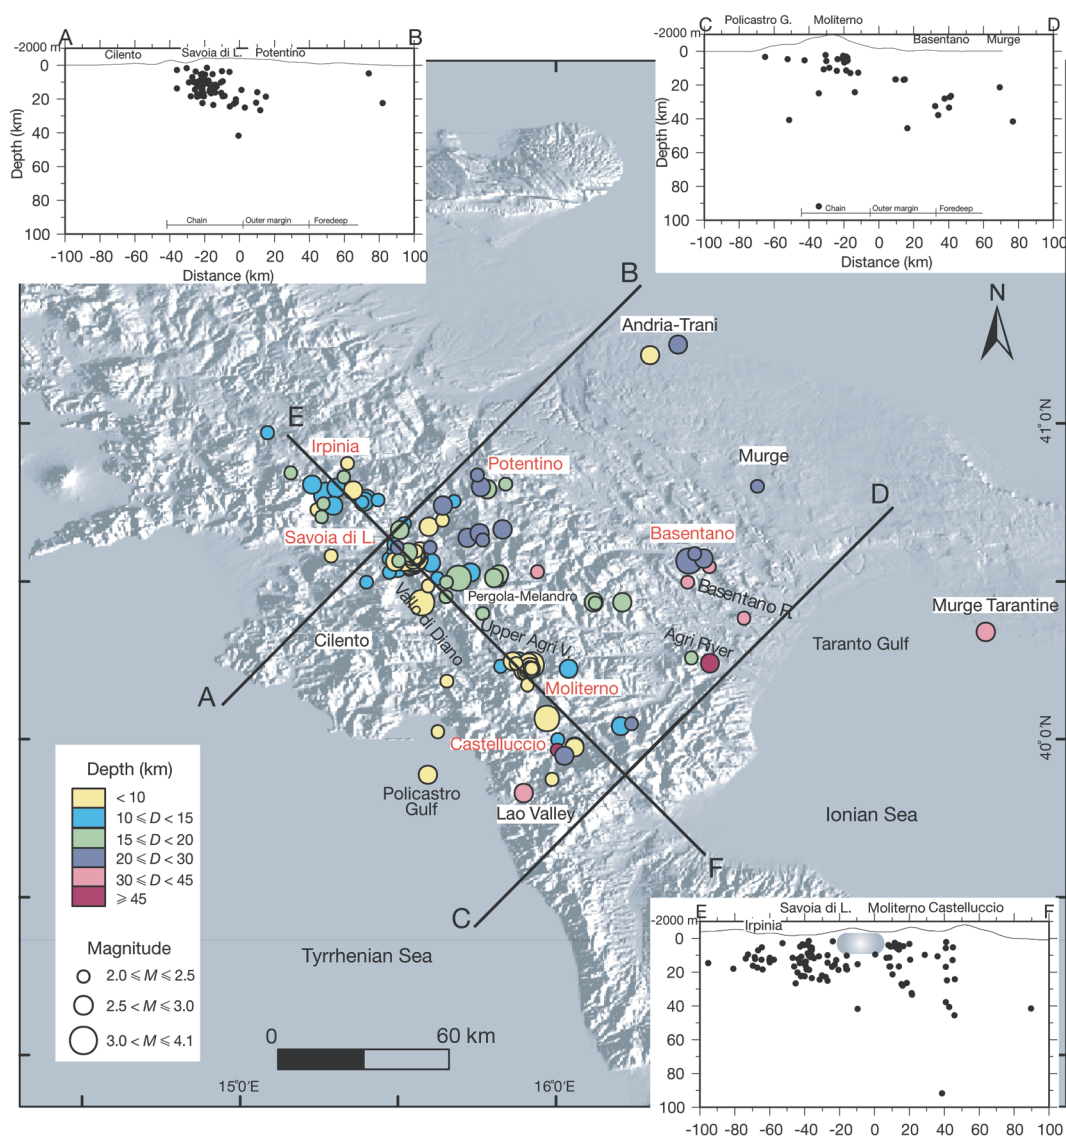 A
B
-2000 m
Cilento
Savoia di L.
Potentino
0
20
40
60
80
100
Depth (km)
Chain
Outer margin
Foredeep
-100 -80 -60 -40 -20 0 20 40 60 80 100
Distance (km)
C
D
Policastro G.
Moliterno
-2000 m
Basentano
Murge
0
20
40
60
80
100
Depth (km)
Chain
Outer margin
Foredeep
-100 -80 -60 -40 -20 0 20 40 60 80 100
Distance (km)
B
N
Andria-Trani
E
Irpinia
41°0'N
Potentino
Murge
D
Savoia di L.
Basentano
Pergola-Melandro
Basentano R.
Vallo di Diano
Murge Tarantine
Cilento
Upper Agri V.
Agri River
Taranto Gulf
A
Moliterno
Castelluccio
40°0'N
Policastro
Gulf
Lao Valley
Ionian Sea
F
C
Tyrrhenian Sea
Depth (km)
< 10
10 ⩽ D < 15
15 ⩽ D < 20
20 ⩽ D < 30
30 ⩽ D < 45
⩾ 45
Magnitude
2.0 ⩽ M ⩽ 2.5
2.5 < M ⩽ 3.0
3.0 < M ⩽ 4.1
0
60 km
15°0'E
16°0'E
E
F
-2000 m
Irpinia
Savoia di L.
Moliterno
Castelluccio
0
20
40
60
80
100
-100 -80 -60 -40 -20 0 20 40 60 80 100